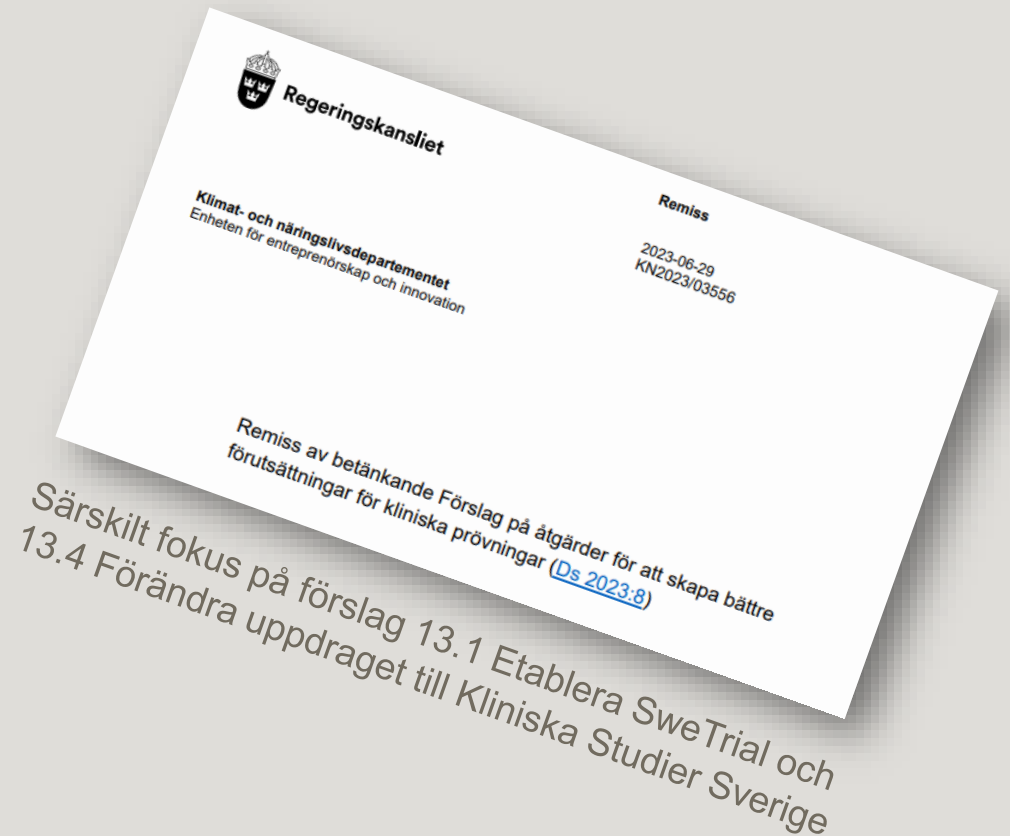 Regeringskansliet
Remiss
2023-06-29
KN2023/03556
Klimat- och näringslivsdepartementet
Enheten för entreprenörskap och innovation
Remiss av betänkande Förslag på åtgärder för att skapa bättre
förutsättningar för kliniska prövningar (Ds 2023:8)
Särskilt fokus på förslag 13.1 Etablera SweTrial och
13.4 Förändra uppdraget till Kliniska Studier Sverige